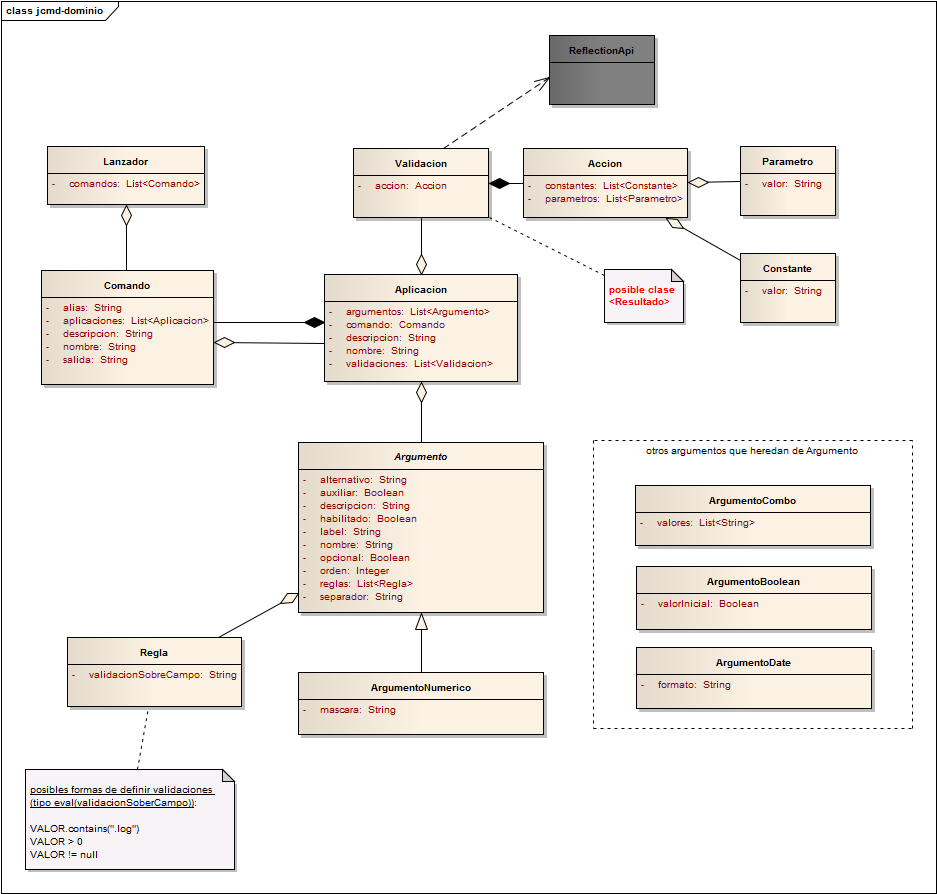 class jcmd-dominio
ReflectionApi
Lanzador
- comandos: List<Comando>
Validacion
- accion: Accion
Accion
- constantes: List<Constante>
- parametros: List<Parametro>
Parametro
- valor: String
Constante
- valor: String
posible clase
<Resultado>
Comando
- alias: String
- aplicaciones: List<Aplicacion>
- descripcion: String
- nombre: String
- salida: String
Aplicacion
- argumentos: List<Argumento>
- comando: Comando
- descripcion: String
- nombre: String
- validaciones: List<Validacion>
Argumento
- alternativo: String
- auxiliar: Boolean
- descripcion: String
- habilitado: Boolean
- label: String
- nombre: String
- opcional: Boolean
- orden: Integer
- reglas: List<Regla>
- separador: String
otros argumentos que heredan de Argumento
ArgumentoCombo
- valores: List<String>
ArgumentoBoolean
- valorInicial: Boolean
ArgumentoDate
- formato: String
Regla
- validacionSobreCampo: String
ArgumentoNumerico
- mascara: String
posibles formas de definir validaciones
(tipo eval(validacionSoberCampo)):
VALOR.contains(".log")
VALOR > 0
VALOR != null